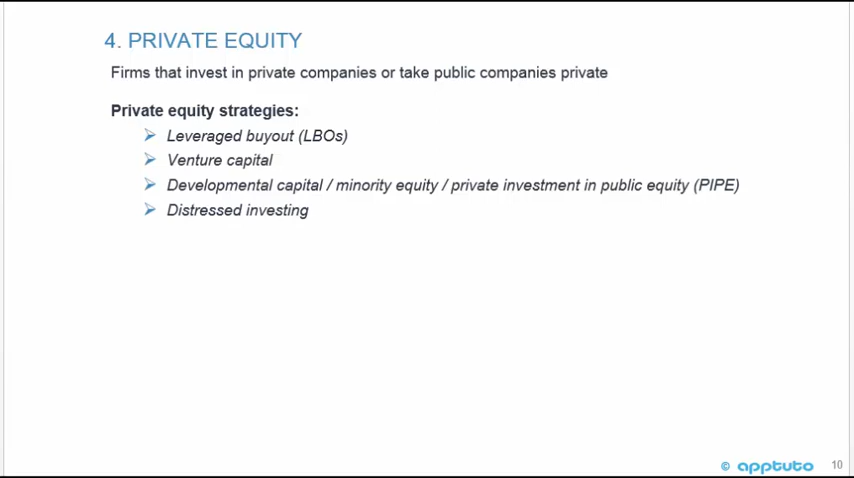 4. PRIVATE EQUITY
Firms that invest in private companies or take public companies private
Private equity strategies:
Leveraged buyout (LBOs)
Venture capital
Developmental capital / minority equity / private investment in public equity (PIPE)
Distressed investing
© apptuto 10